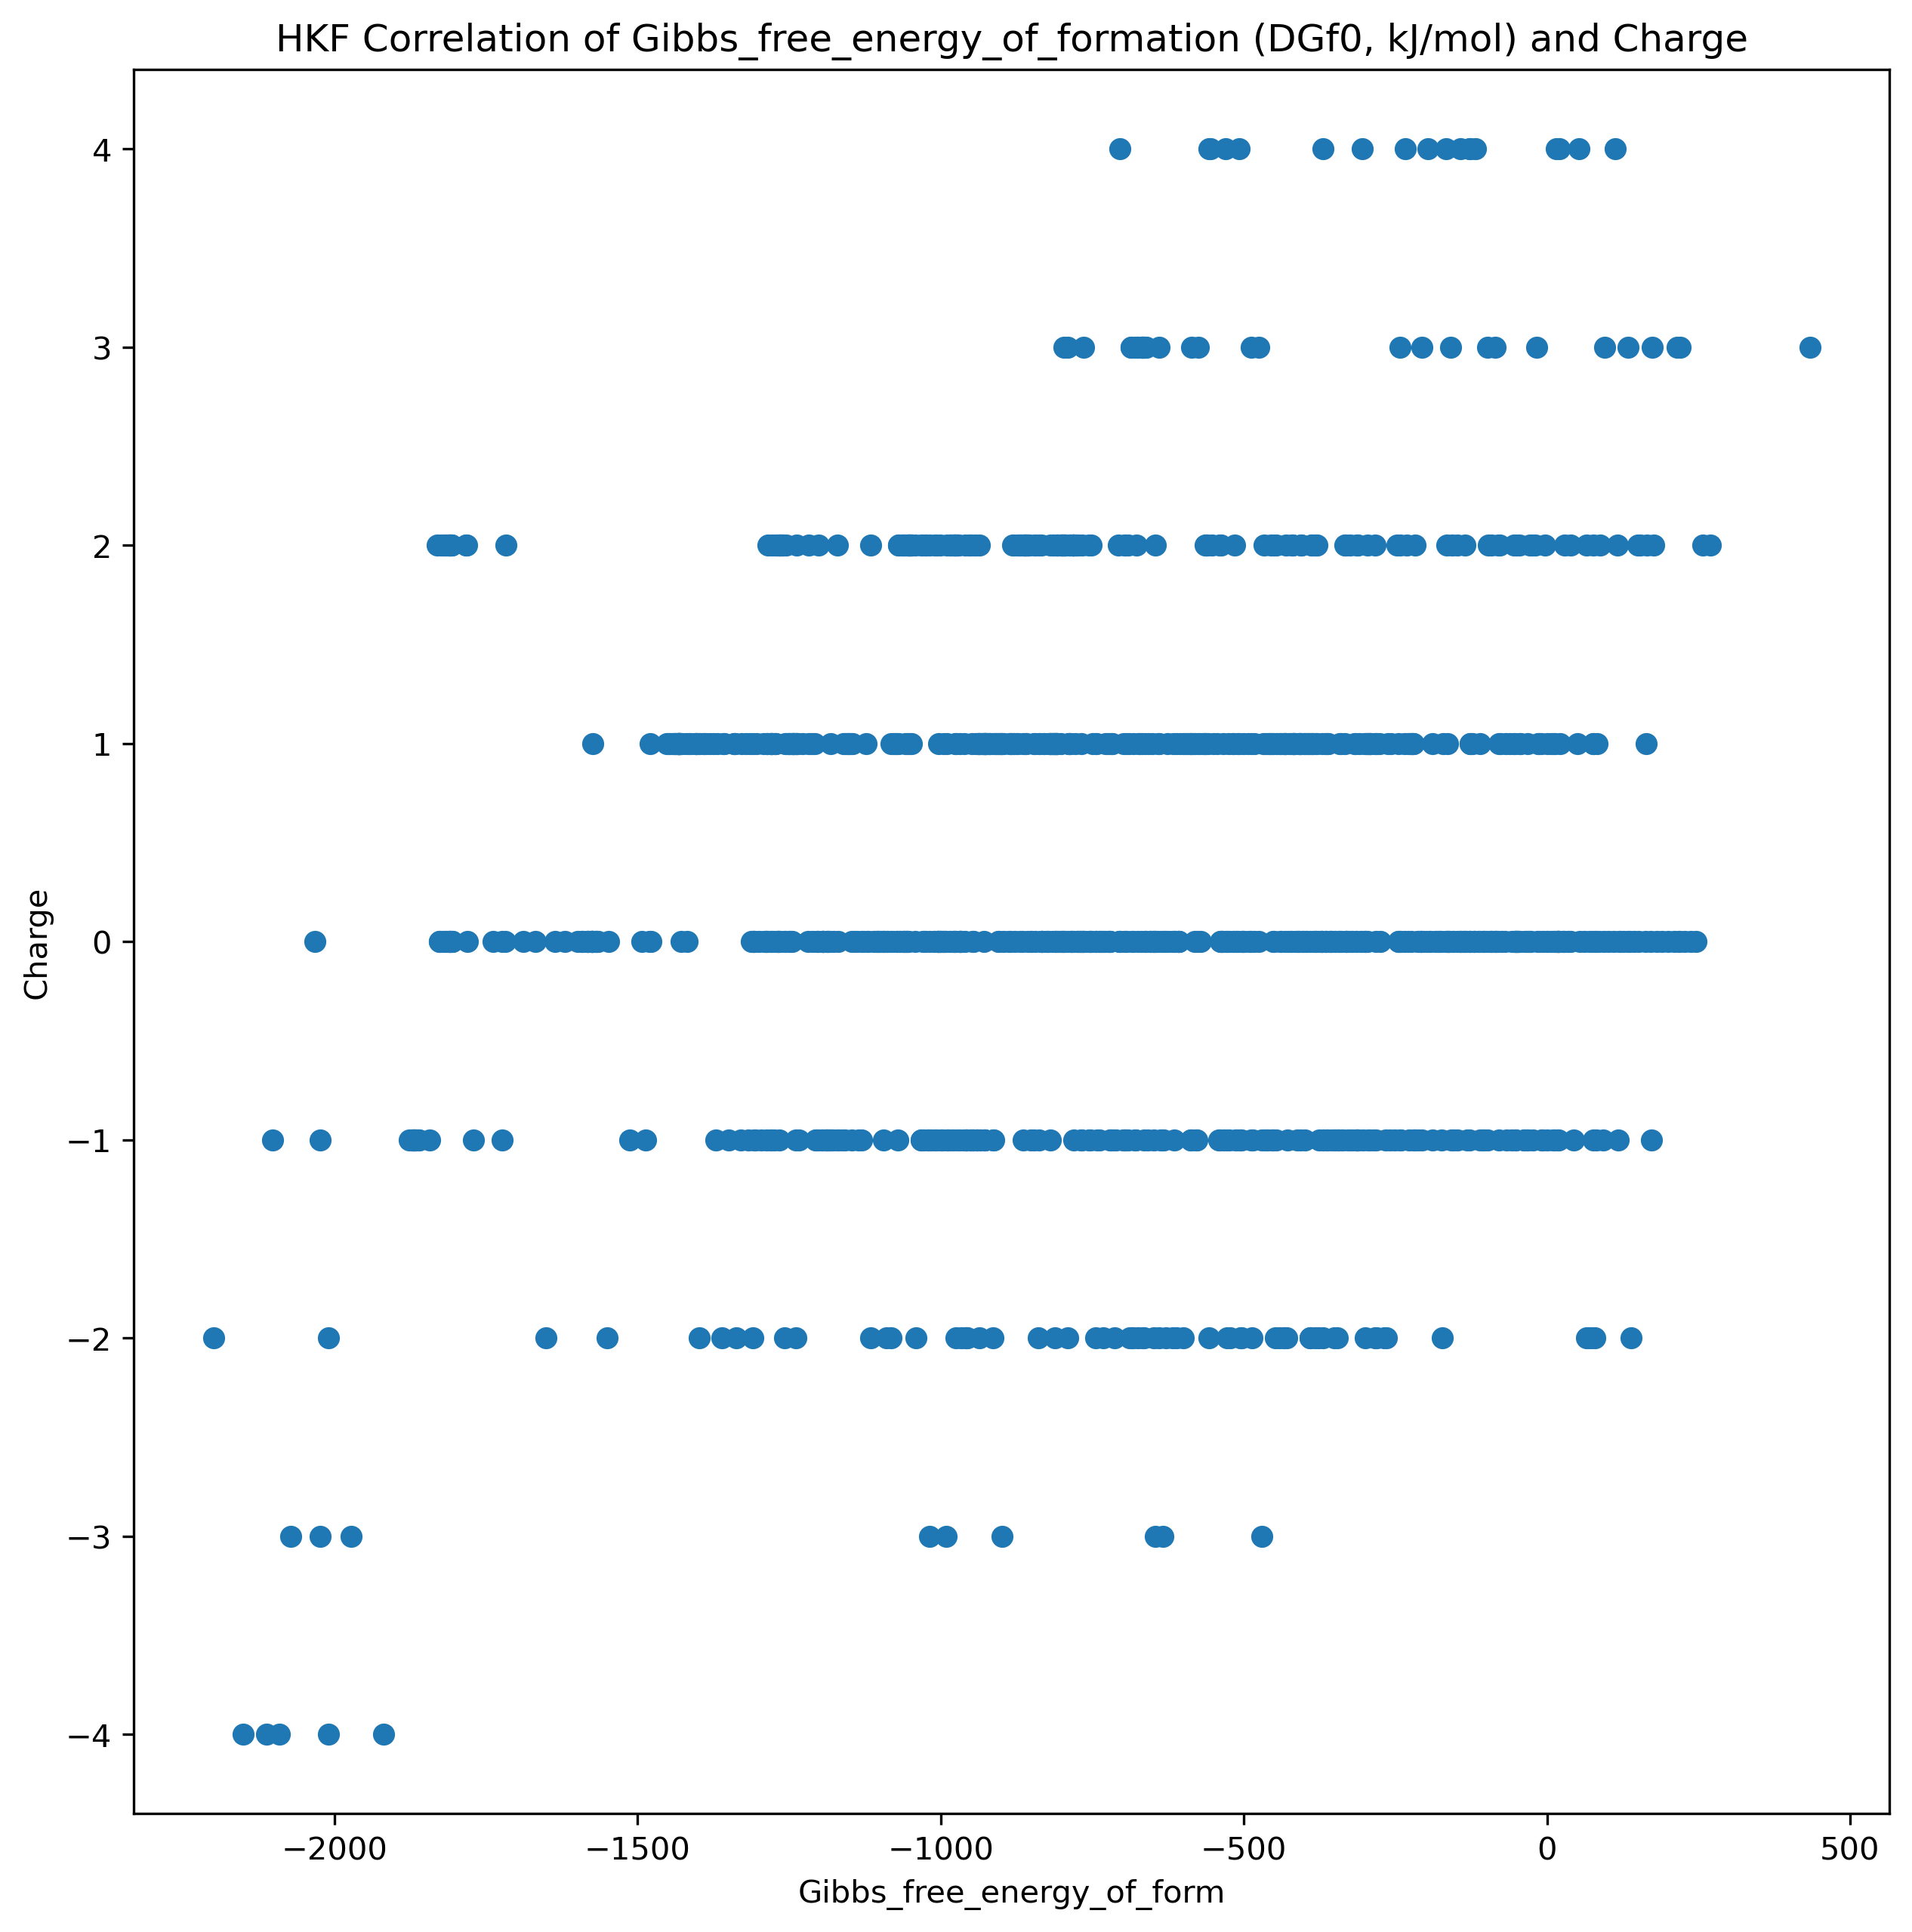 HKF Correlation of Gibbs_free_energy_of_formation (DGf0, kJ/mol) and Charge
4
3
2
1
0
−1
−2
−3
−4
Charge
−2000 −1500 −1000 −500 0 500
Gibbs_free_energy_of_form